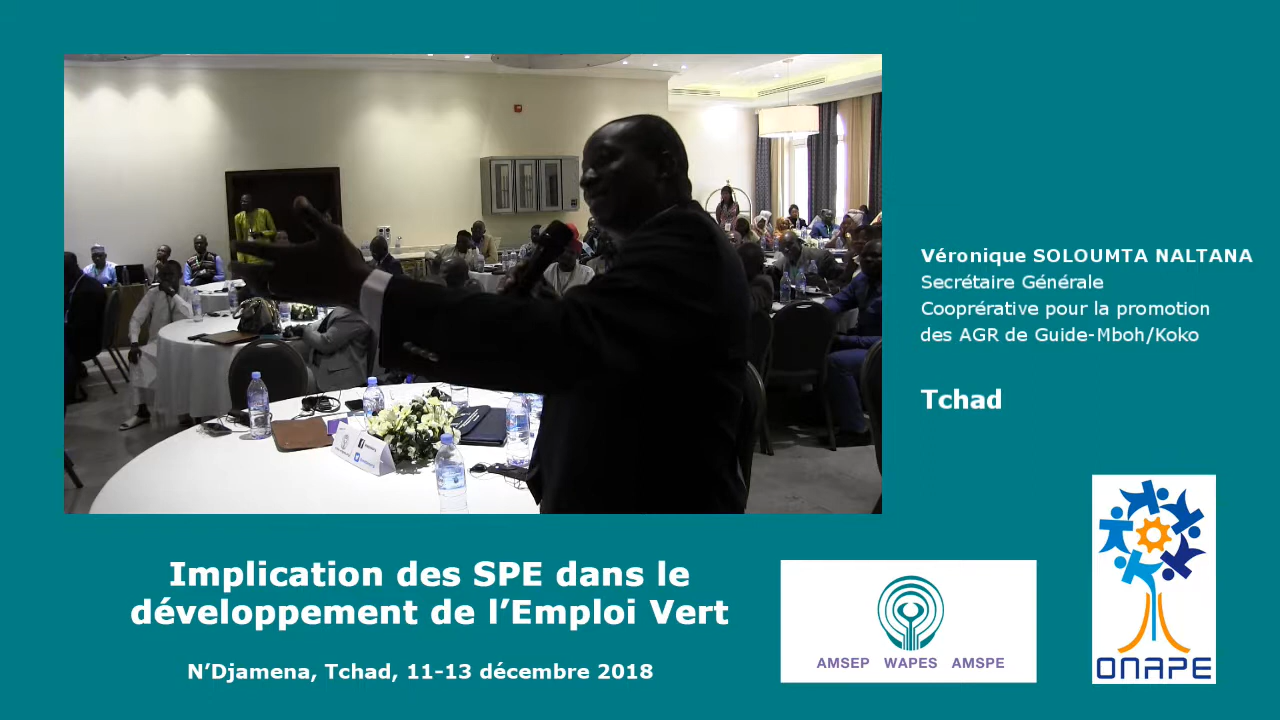 Véronique SOLOUMTA NALTANA
Secrétaire Générale
Cooprérative pour la promotion
des AGR de Guide-Mboh/Koko
Tchad
Implication des SPE dans le
développement de l’Emploi Vert
N’Djamena, Tchad, 11-13 décembre 2018
AMSEP WAPES AMSPE
ONAPE